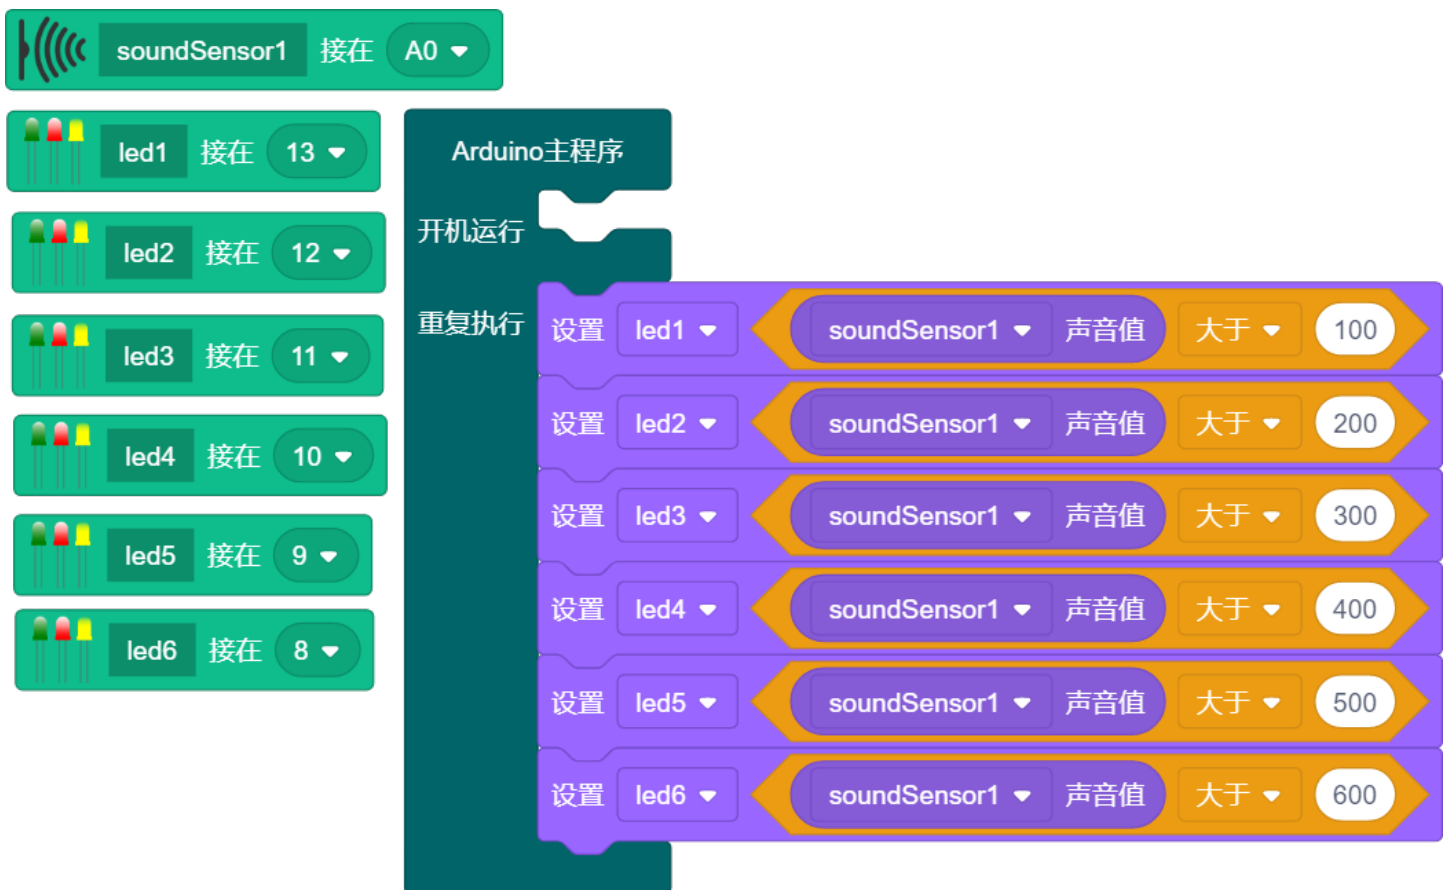 soundSensor1 接在 A0
led1 接在 13
led2 接在 12
led3 接在 11
led4 接在 10
led5 接在 9
led6 接在 8
Arduino主程序
开机运行
重复执行
设置 led1 soundSensor1 声音值 大于 100
设置 led2 soundSensor1 声音值 大于 200
设置 led3 soundSensor1 声音值 大于 300
设置 led4 soundSensor1 声音值 大于 400
设置 led5 soundSensor1 声音值 大于 500
设置 led6 soundSensor1 声音值 大于 600